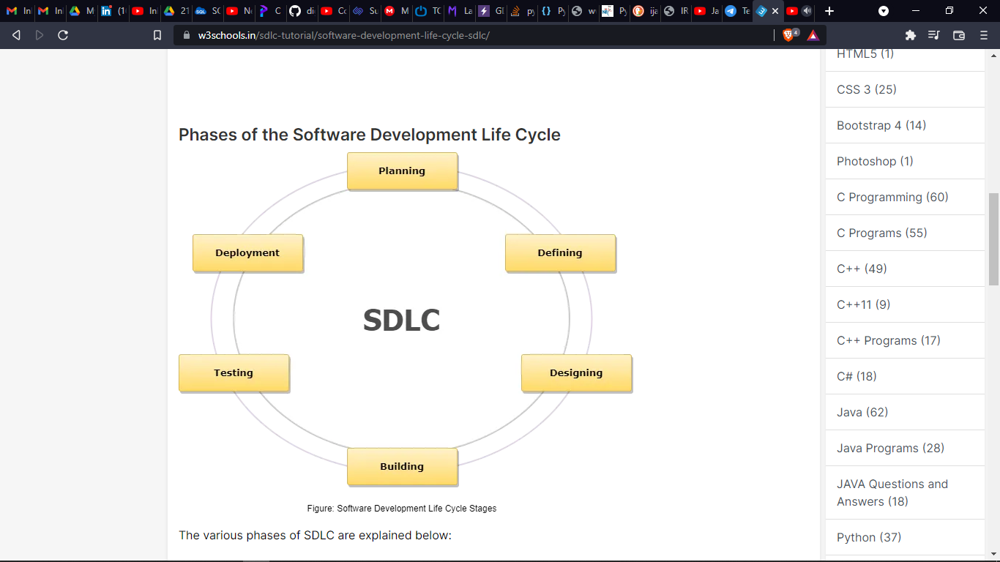 In In M (1( In 21 SC Ne C di Co Su M M TC La GI py Py w Py ija IR Ja Te
w3schools.in/sdlc-tutorial/software-development-life-cycle-sdlc/
4
Phases of the Software Development Life Cycle
Planning
Deployment
Defining
SDLC
Testing
Designing
Building
Figure: Software Development Life Cycle Stages
The various phases of SDLC are explained below:
HTML5 (1)
CSS 3 (25)
Bootstrap 4 (14)
Photoshop (1)
C Programming (60)
C Programs (55)
C++ (49)
C++11 (9)
C++ Programs (17)
C# (18)
Java (62)
Java Programs (28)
JAVA Questions and
Answers (18)
Python (37)